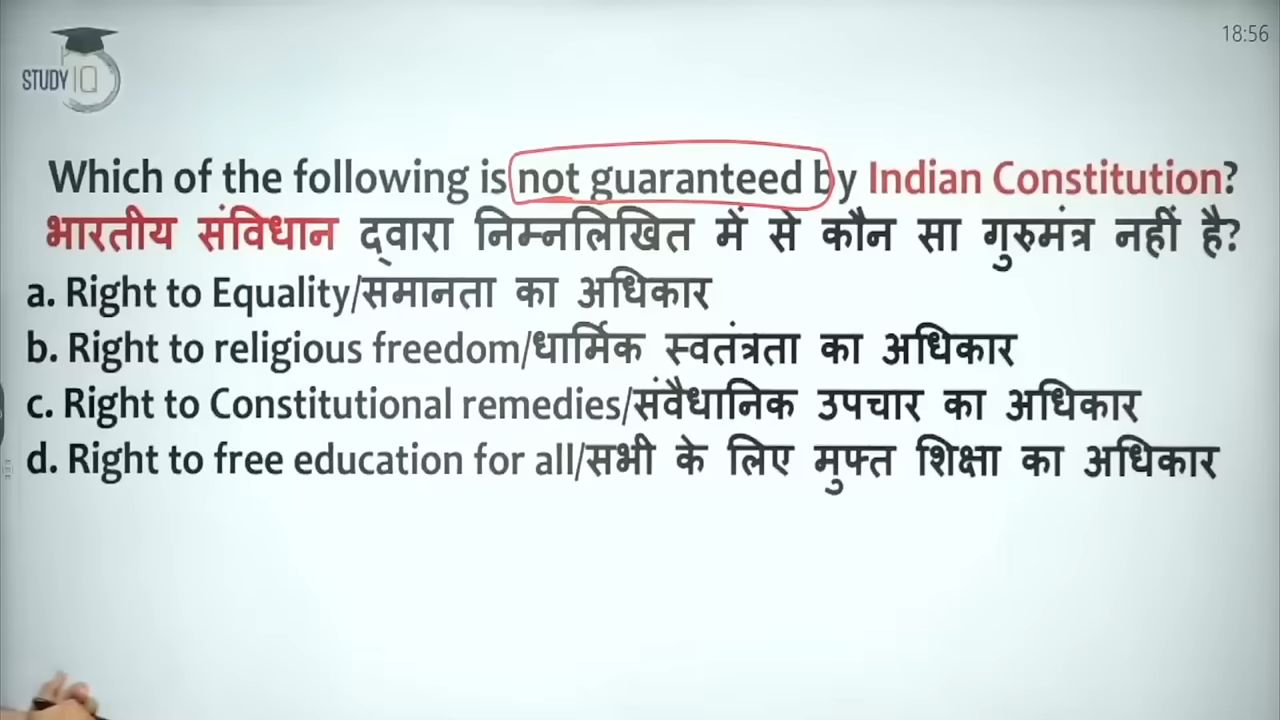 18:56
STUDY IQ
Which of the following is not guaranteed by Indian Constitution?
भारतीय संविधान द्वारा निम्नलिखित में से कौन सा गुरुमंत्र नहीं है?
a. Right to Equality/समानता का अधिकार
b. Right to religious freedom/धार्मिक स्वतंत्रता का अधिकार
c. Right to Constitutional remedies/संवैधानिक उपचार का अधिकार
d. Right to free education for all/सभी के लिए मुफ्त शिक्षा का अधिकार